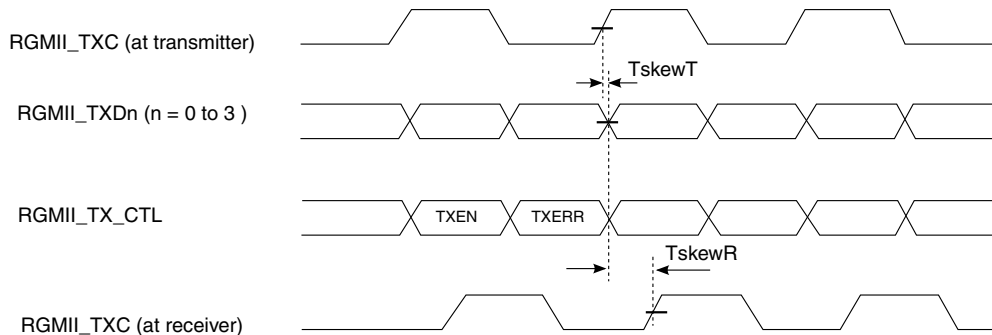 RGMII_TXC (at transmitter)
TskewT
RGMII_TXDn (n = 0 to 3 )
RGMII_TX_CTL
TXEN
TXERR
TskewR
RGMII_TXC (at receiver)